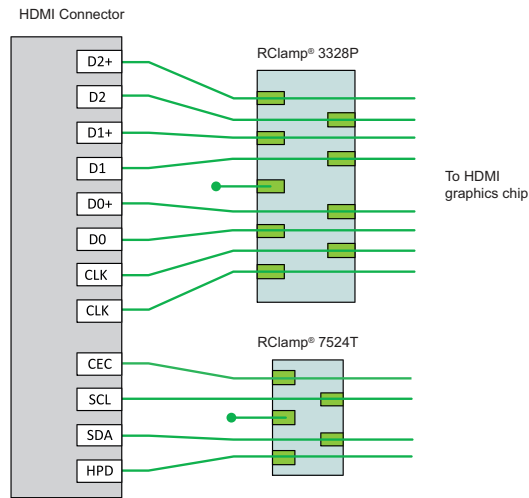 HDMI Connector
RClamp® 3328P
D2+
D2
D1+
D1
To HDMI
graphics chip
D0+
D0
CLK
CLK
RClamp® 7524T
CEC
SCL
SDA
HPD